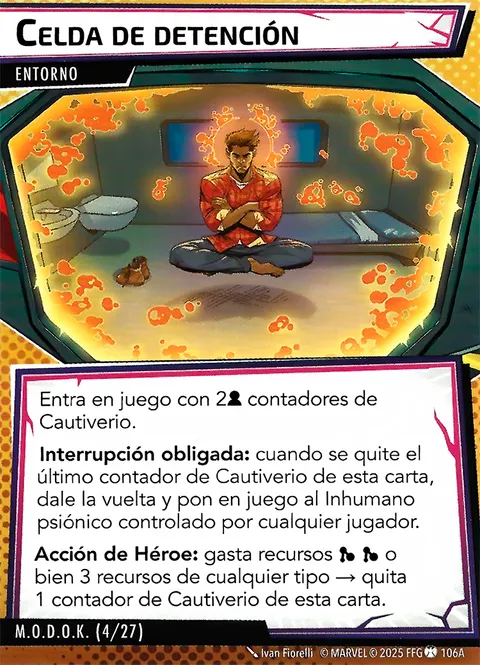 CELDA DE DETENCIÓN
ENTORNO
Entra en juego con 2 contadores de
Cautiverio.
Interrupción obligada: cuando se quite el
último contador de Cautiverio de esta carta,
dale la vuelta y pon en juego al Inhumano
psiónico controlado por cualquier jugador.
Acción de Héroe: gasta recursos o
bien 3 recursos de cualquier tipo → quita
1 contador de Cautiverio de esta carta.
M.O.D.O.K. (4/27)
Ivan Fiorelli © MARVEL © 2025 FFG 106A